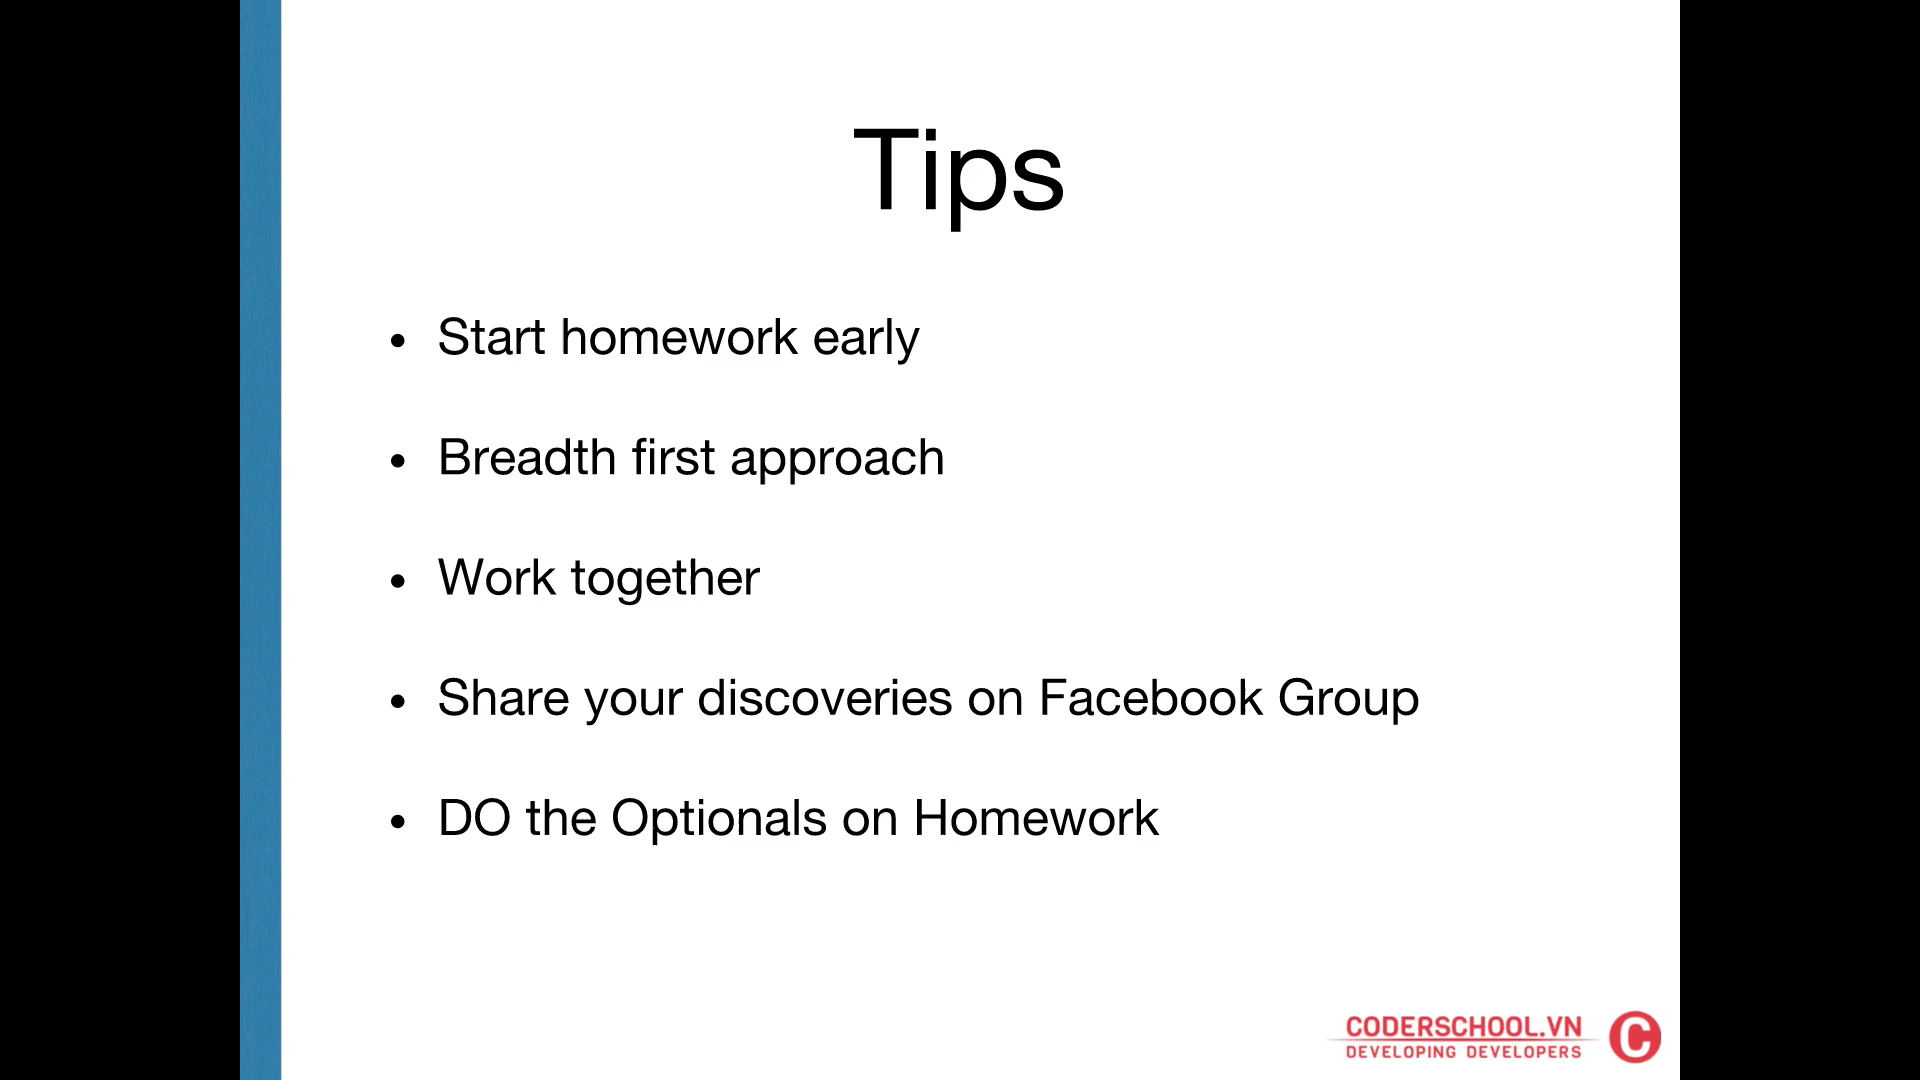 Tips
• Start homework early
• Breadth first approach
• Work together
• Share your discoveries on Facebook Group
• DO the Optionals on Homework
CODERSCHOOL.VN
DEVELOPING DEVELOPERS
C